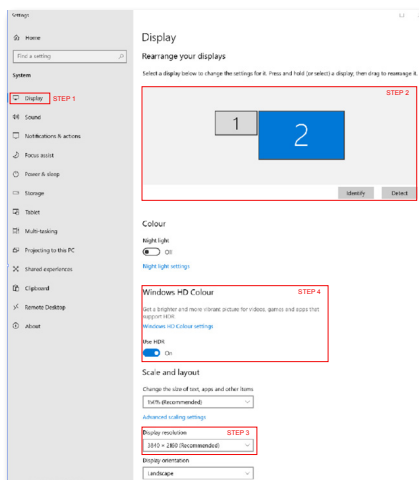 Settings
Home
Find a setting
System
Display STEP 1
Sound
Notifications & actions
Focus assist
Power & sleep
Storage
Tablet
Multi-tasking
Projecting to this PC
Shared experiences
Clipboard
Remote Desktop
About
Display
Rearrange your displays
Select a display below to change the settings for it. Press and hold (or select) a display, then drag to rearrange it.
STEP 2
1
2
Identify
Detect
Colour
Night light
Off
Night light settings
Windows HD Colour STEP 4
Get a brighter and more vibrant picture for videos, games and apps that
support HDR.
Windows HD Colour settings
Use HDR
On
Scale and layout
Change the size of text, apps and other items
150% (Recommended)
Advanced scaling settings
Display resolution STEP 3
3840 × 2160 (Recommended)
Display orientation
Landscape